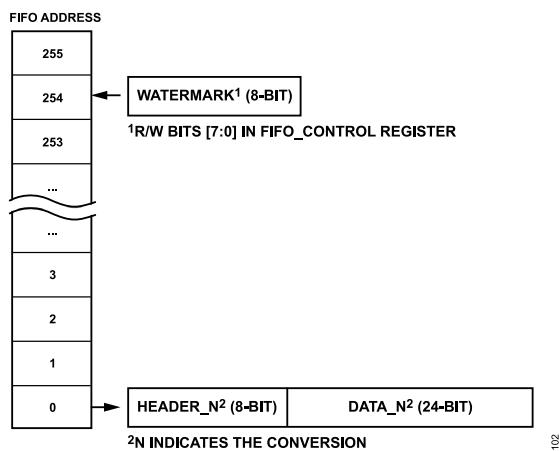 FIFO ADDRESS
255
254
WATERMARK¹ (8-BIT)
¹R/W BITS [7:0] IN FIFO_CONTROL REGISTER
253
...
...
3
2
1
0
HEADER_N² (8-BIT)
DATA_N² (24-BIT)
²N INDICATES THE CONVERSION
102